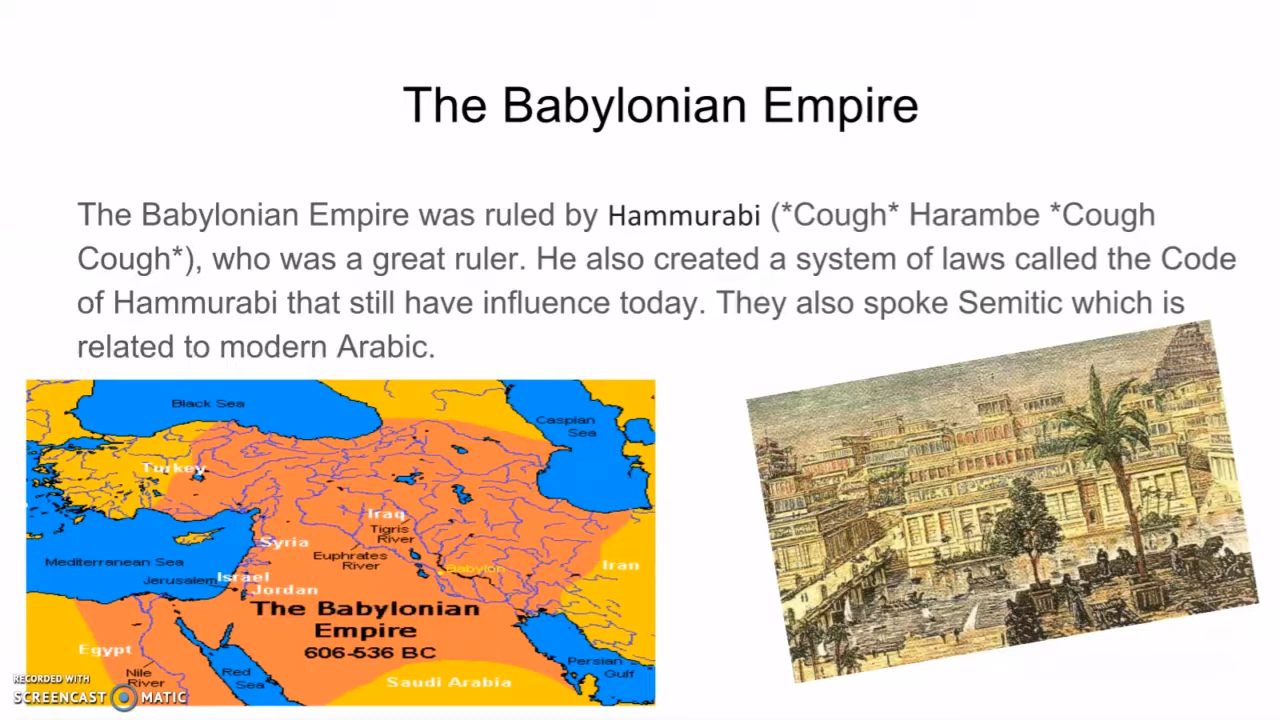 The Babylonian Empire
The Babylonian Empire was ruled by Hammurabi (*Cough* Harambe *Cough
Cough*), who was a great ruler. He also created a system of laws called the Code
of Hammurabi that still have influence today. They also spoke Semitic which is
related to modern Arabic.
Black Sea
Caspian
Sea
Turkey
Iraq
Tigris
River
Syria
Euphrates
River
Mediterranean Sea
Iran
Babylon
Jerusalem
Israel
Jordan
The Babylonian
Empire
606-536 BC
Egypt
Nile
River
Red
Sea
Persian
Gulf
Saudi Arabia
RECORDED WITH
SCREENCAST MATIC